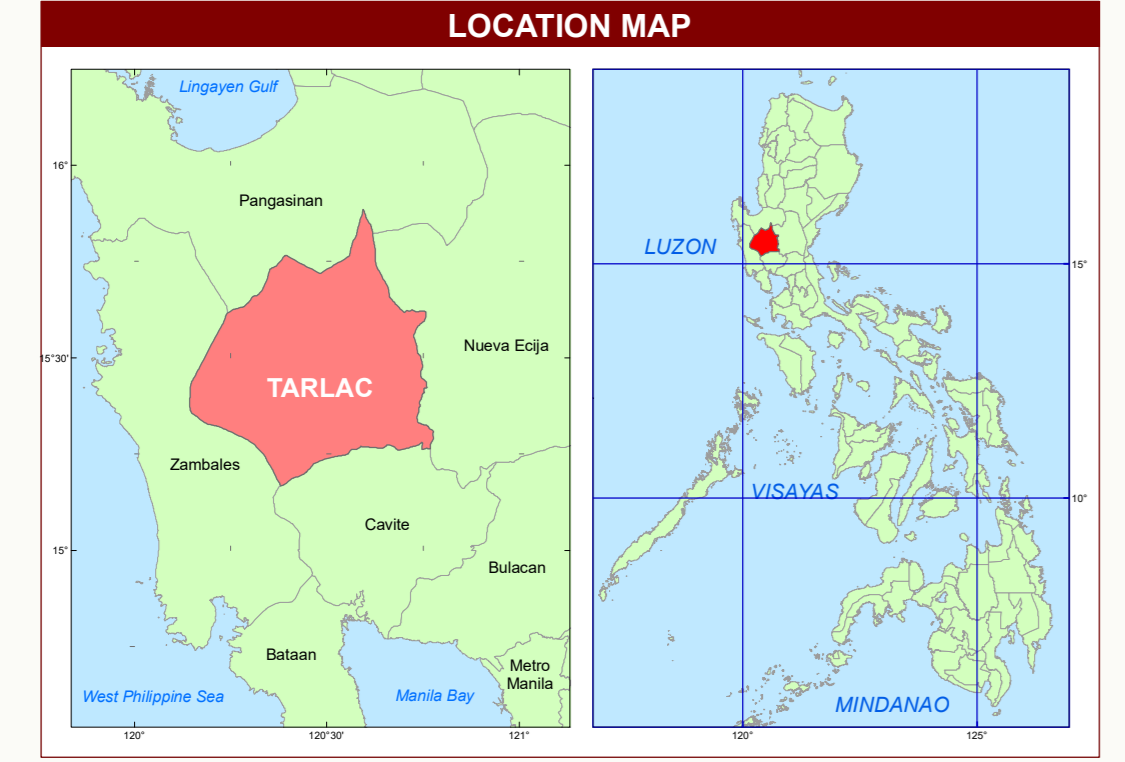 LOCATION MAP
Lingayen Gulf
16°
Pangasinan
LUZON
15°
Nueva Ecija
15°30'
TARLAC
Zambales
VISAYAS
10°
Cavite
15°
Bulacan
Bataan
Metro
Manila
West Philippine Sea
Manila Bay
MINDANAO
120°
120°30'
121°
120°
125°